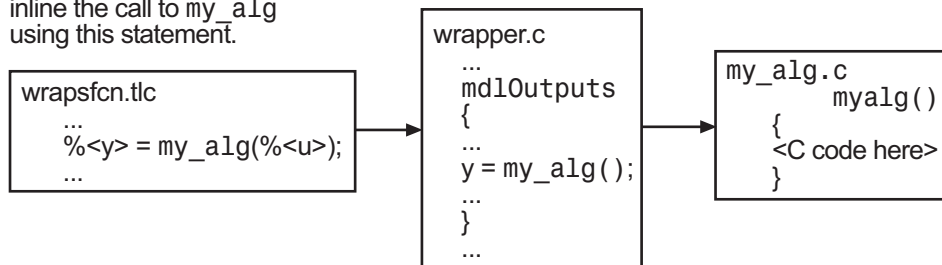 inline the call to my_alg
using this statement.
wrapsfcn.tlc
...
%<y> = my_alg(%<u>);
...
wrapper.c
...
mdlOutputs
{
...
y = my_alg();
...
}
...
my_alg.c
myalg()
{
<C code here>
}